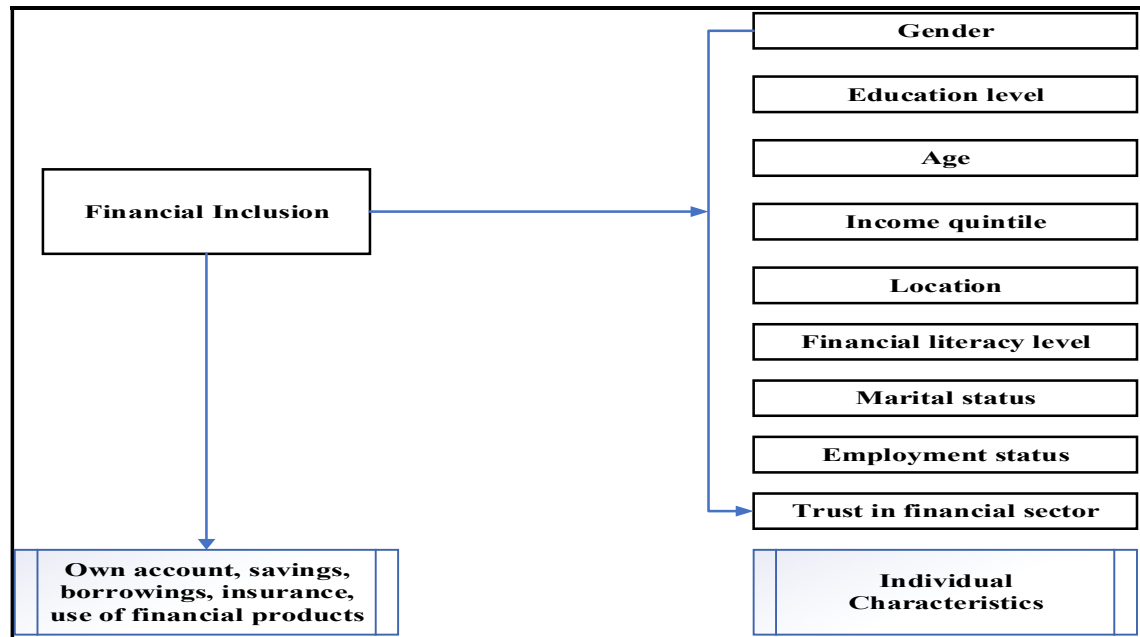 Gender
Education level
Age
Financial Inclusion
Income quintile
Location
Financial literacy level
Marital status
Employment status
Trust in financial sector
Own account, savings,
borrowings, insurance,
use of financial products
Individual
Characteristics